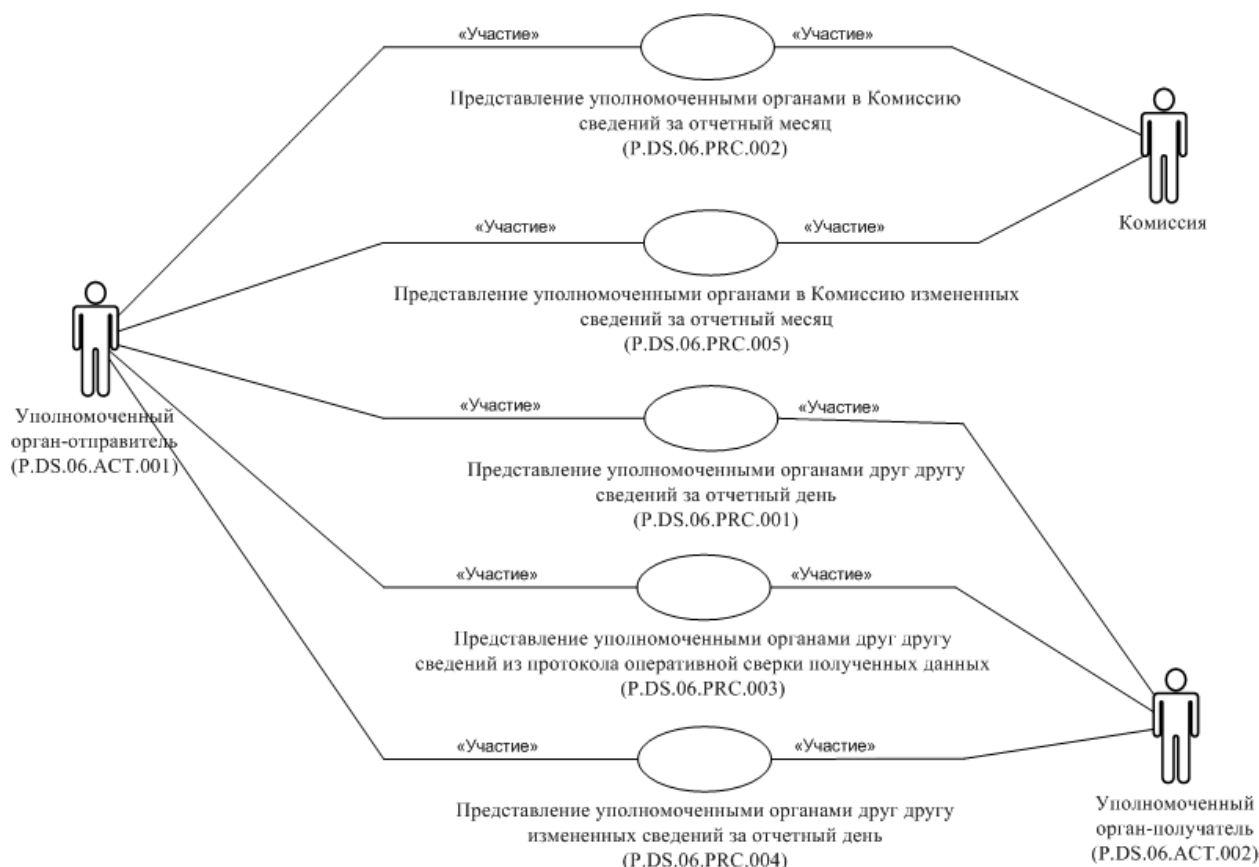 «Участие»
«Участие»
Представление уполномоченными органами в Комиссию
сведений за отчетный месяц
(P.DS.06.PRC.002)
Комиссия
«Участие»
«Участие»
Представление уполномоченными органами в Комиссию измененных
сведений за отчетный месяц
(P.DS.06.PRC.005)
Уполномоченный
орган-отправитель
(P.DS.06.ACT.001)
«Участие»
«Участие»
Представление уполномоченными органами друг другу
сведений за отчетный день
(P.DS.06.PRC.001)
«Участие»
«Участие»
Представление уполномоченными органами друг другу
сведений из протокола оперативной сверки полученных данных
(P.DS.06.PRC.003)
«Участие»
«Участие»
Представление уполномоченными органами друг другу
измененных сведений за отчетный день
(P.DS.06.PRC.004)
Уполномоченный
орган-получатель
(P.DS.06.ACT.002)